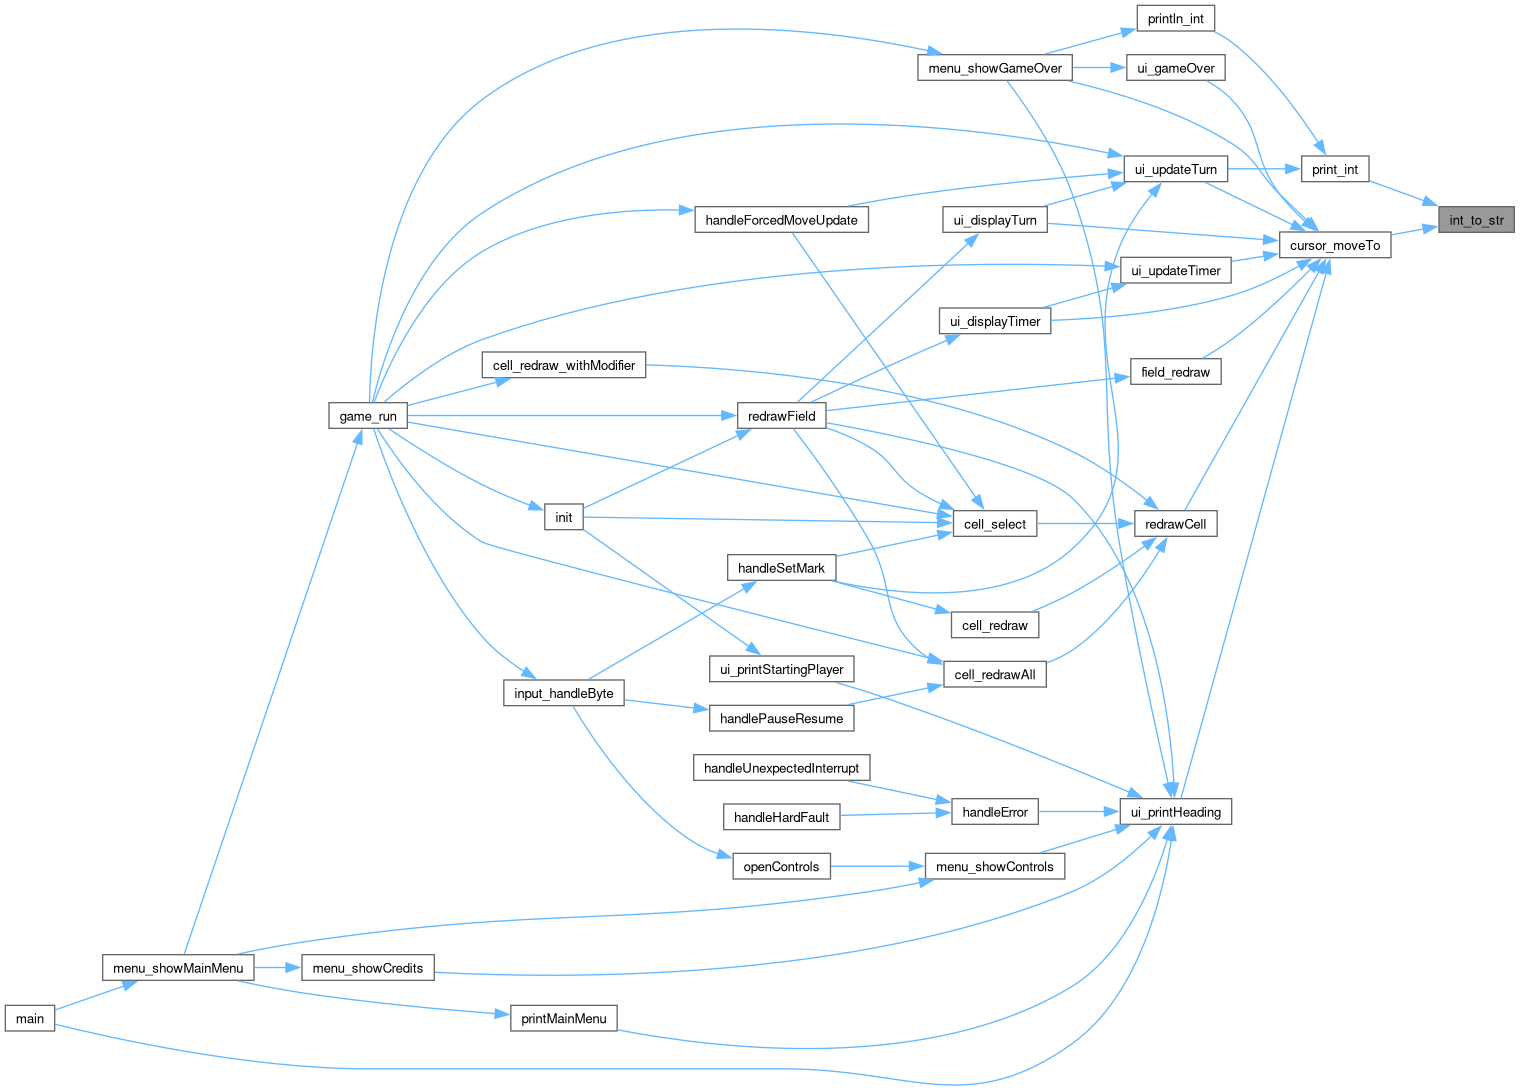 println_int
menu_showGameOver
ui_gameOver
ui_updateTurn
print_int
handleForcedMoveUpdate
ui_displayTurn
int_to_str
cursor_moveTo
ui_updateTimer
ui_displayTimer
cell_redraw_withModifier
field_redraw
game_run
redrawField
init
cell_select
redrawCell
handleSetMark
cell_redraw
ui_printStartingPlayer
cell_redrawAll
input_handleByte
handlePauseResume
handleUnexpectedInterrupt
handleHardFault
handleError
ui_printHeading
openControls
menu_showControls
menu_showMainMenu
menu_showCredits
main
printMainMenu